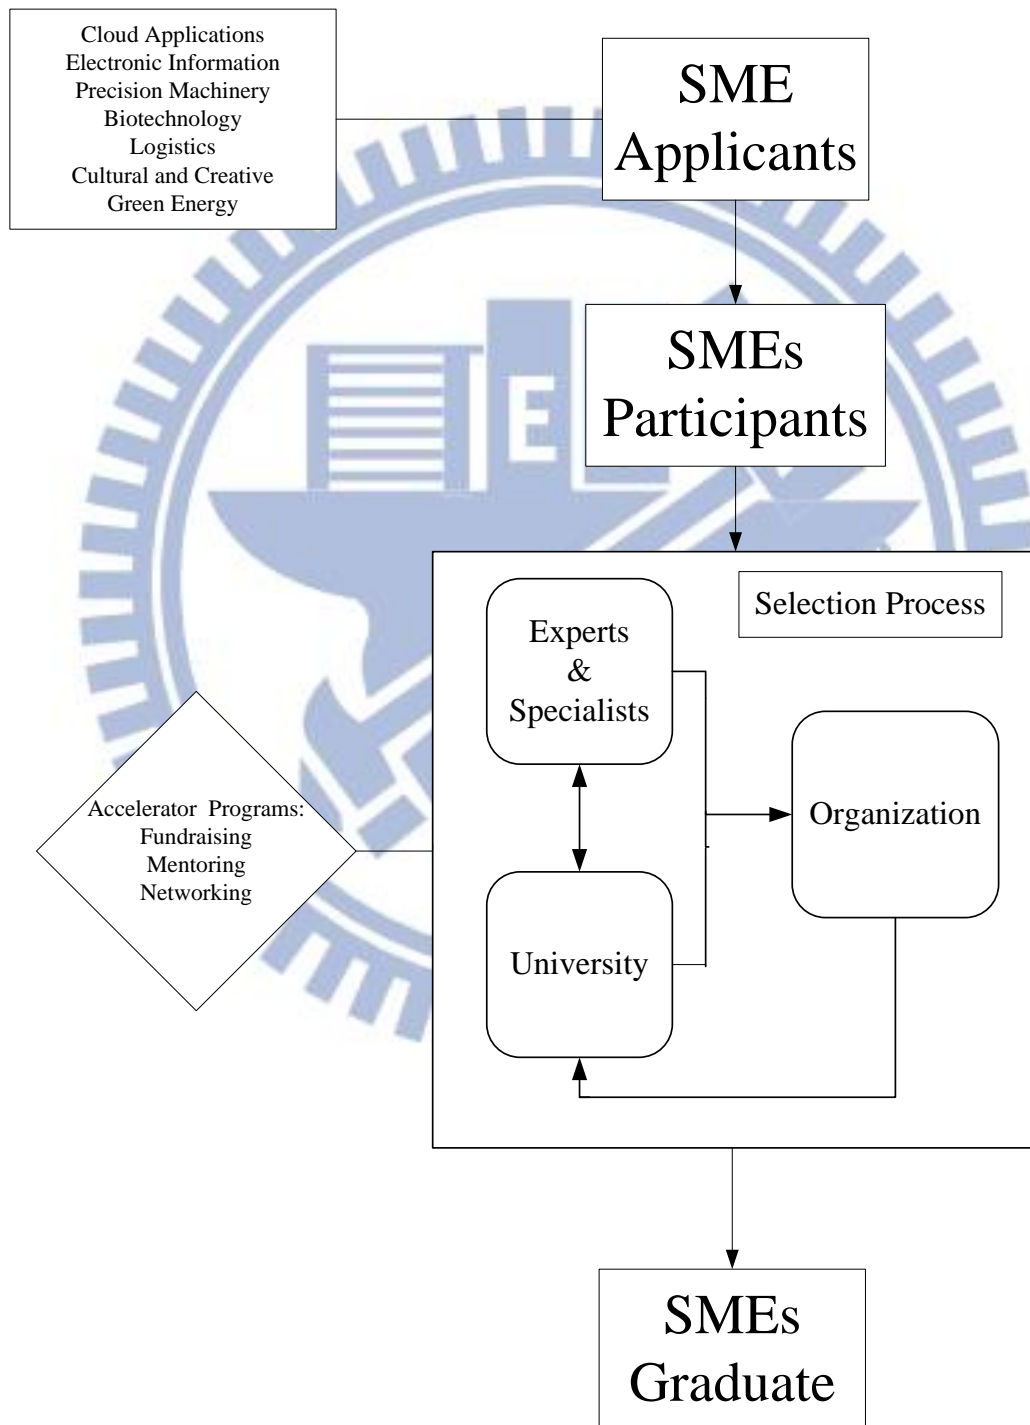 Cloud Applications
Electronic Information
Precision Machinery
Biotechnology
Logistics
Cultural and Creative
Green Energy
SME
Applicants
SMEs
Participants
E
Selection Process
Experts
&
Specialists
Organization
University
Accelerator Programs:
Fundraising
Mentoring
Networking
SMEs
Graduate